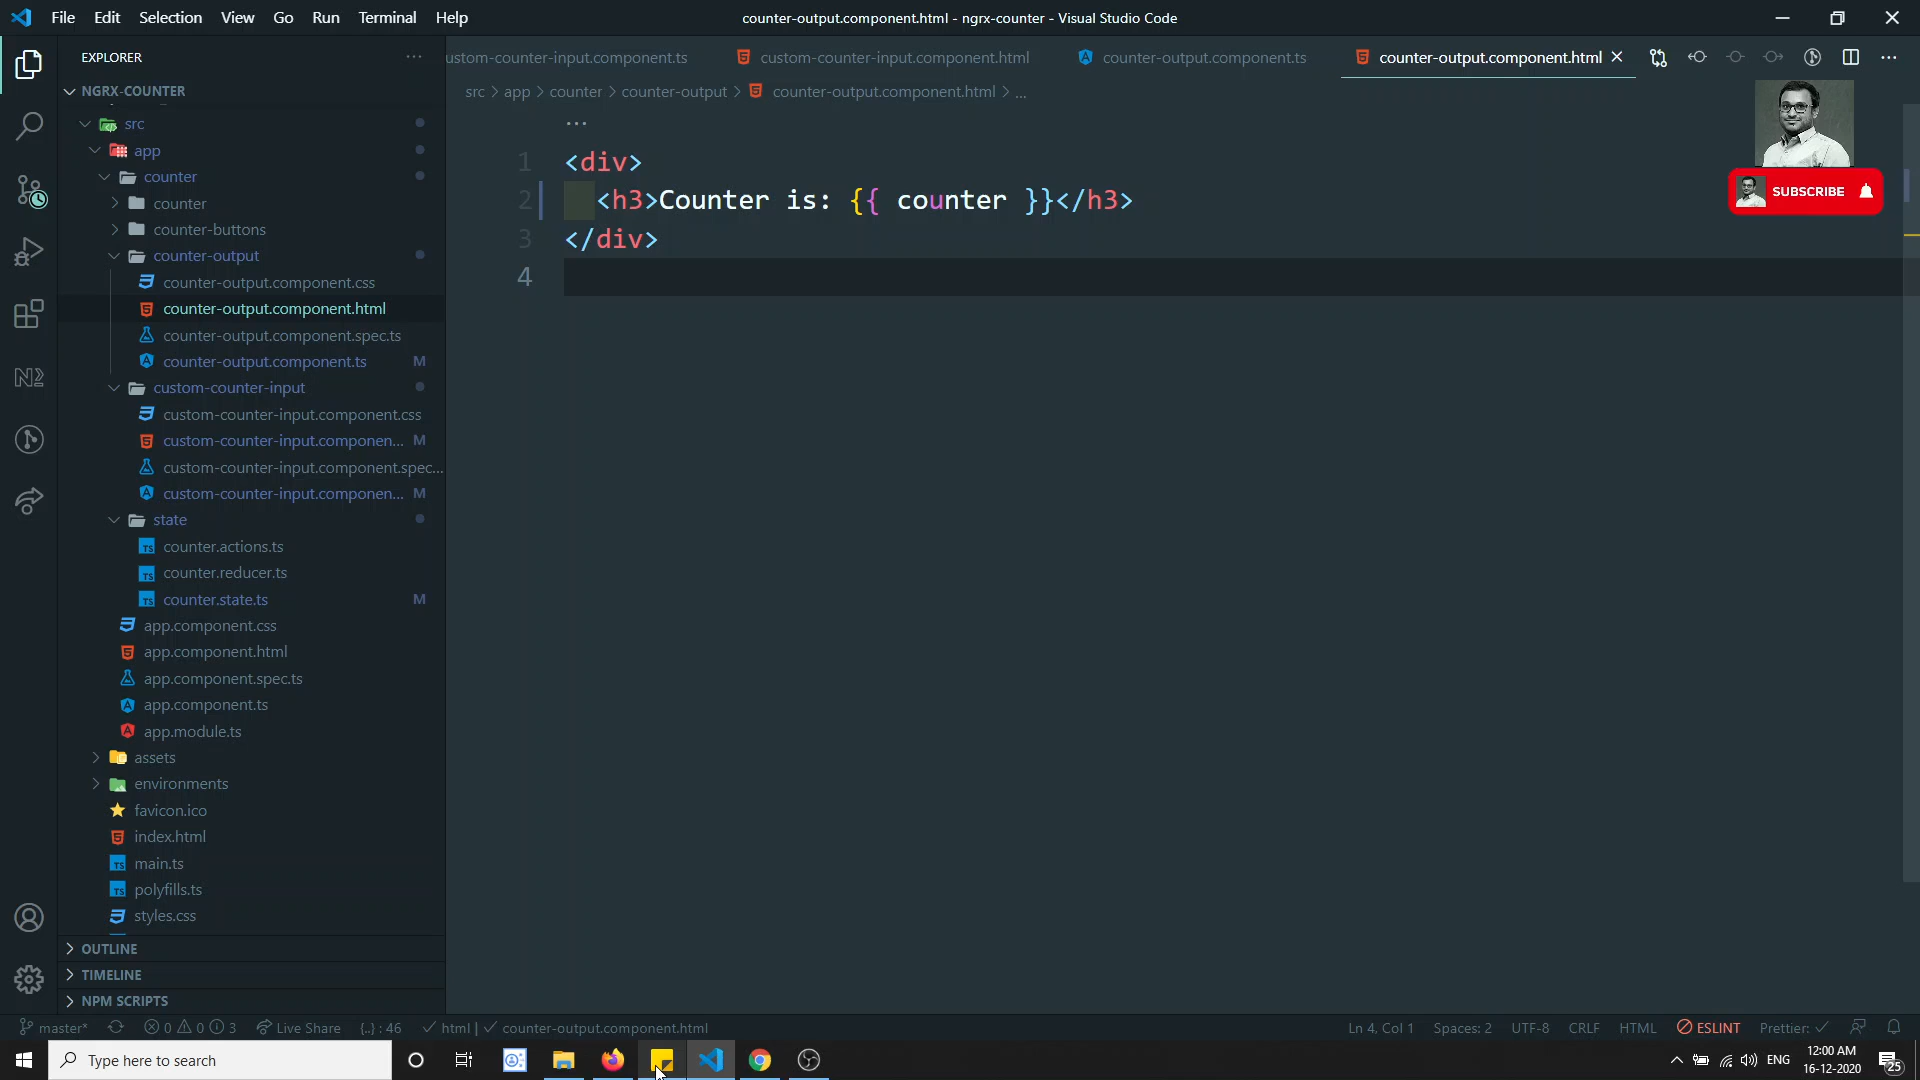 File Edit Selection View Go Run Terminal Help
counter-output.component.html - ngrx-counter - Visual Studio Code
EXPLORER
ustom-counter-input.component.ts
custom-counter-input.component.html
counter-output.component.ts
counter-output.component.html
NGRX-COUNTER
src > app > counter > counter-output > counter-output.component.html > ...
src
app
counter
counter
counter-buttons
counter-output
counter-output.component.css
counter-output.component.html
counter-output.component.spec.ts
counter-output.component.ts M
custom-counter-input
custom-counter-input.component.css
custom-counter-input.componen... M
custom-counter-input.component.spec...
custom-counter-input.componen... M
state
counter.actions.ts
counter.reducer.ts
counter.state.ts M
app.component.css
app.component.html
app.component.spec.ts
app.component.ts
app.module.ts
assets
environments
favicon.ico
index.html
main.ts
polyfills.ts
styles.css
OUTLINE
TIMELINE
NPM SCRIPTS
...
1 <div>
2 <h3>Counter is: {{ counter }}</h3>
3 </div>
4
SUBSCRIBE
master* 0 0 3 Live Share {..} : 46 html | counter-output.component.html
Ln 4, Col 1 Spaces: 2 UTF-8 CRLF HTML ESLINT Prettier:
Type here to search
ENG
12:00 AM
16-12-2020
25